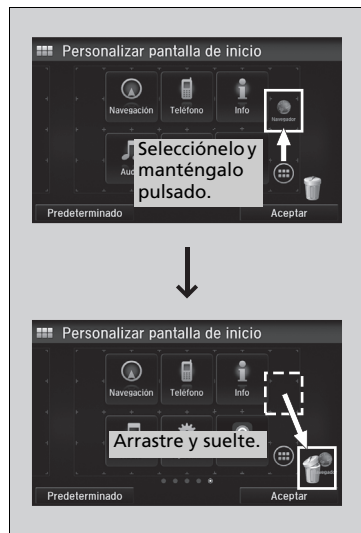 Personalizar pantalla de inicio
Navegación Teléfono Info
Navegador
Selecciónelo y
manténgalo
pulsado.
Predeterminado Aceptar
Personalizar pantalla de inicio
Navegación Teléfono Info
Arrastre y suelte.
Predeterminado Aceptar